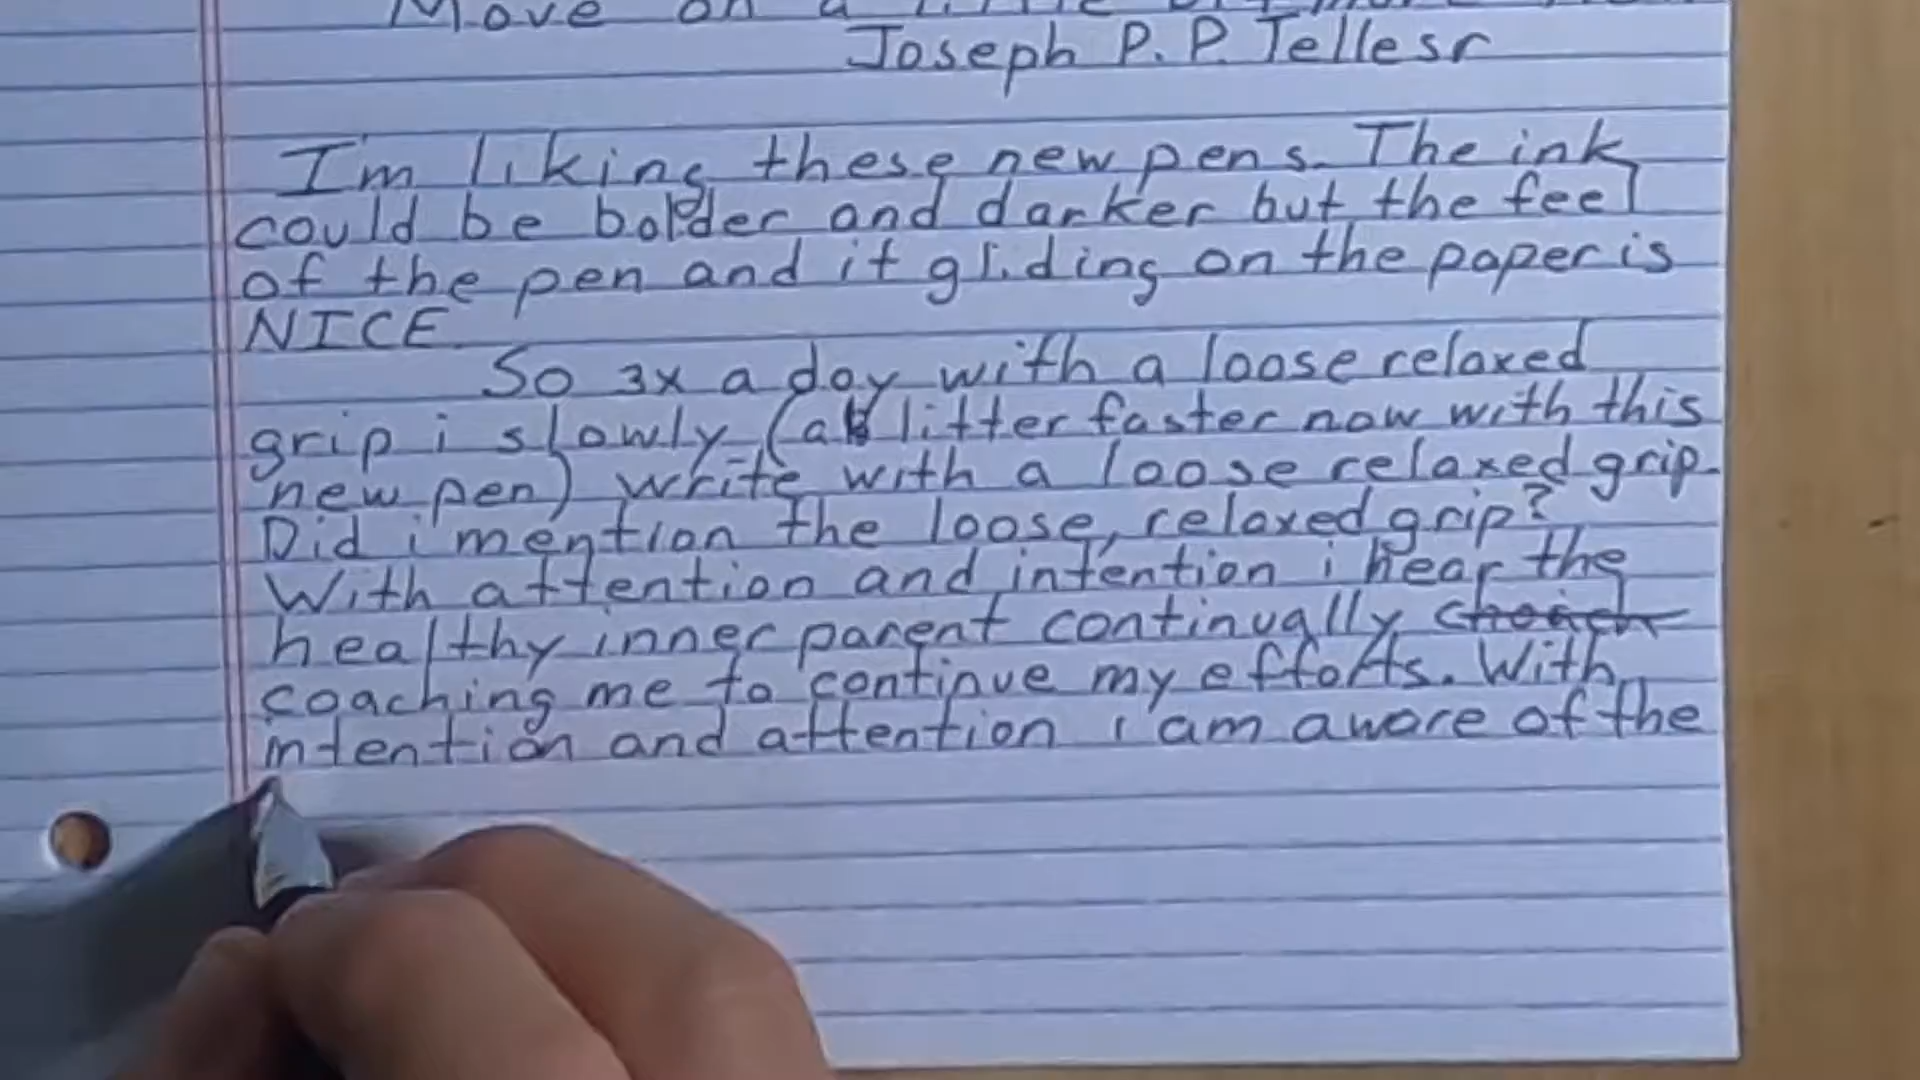 Move on a little
Joseph P. P. Tellesr
I'm liking these new pens. The ink
could be bolder and darker but the feel
of the pen and it gliding on the paper is
NICE.
So 3x a day with a loose relaxed
grip i slowly (a litter faster now with this
new pen) write with a loose relaxed grip.
Did i mention the loose, relaxed grip?
With attention and intention i hear the
healthy inner parent continually choach
coaching me to continue my efforts. With
intention and attention i am aware of the